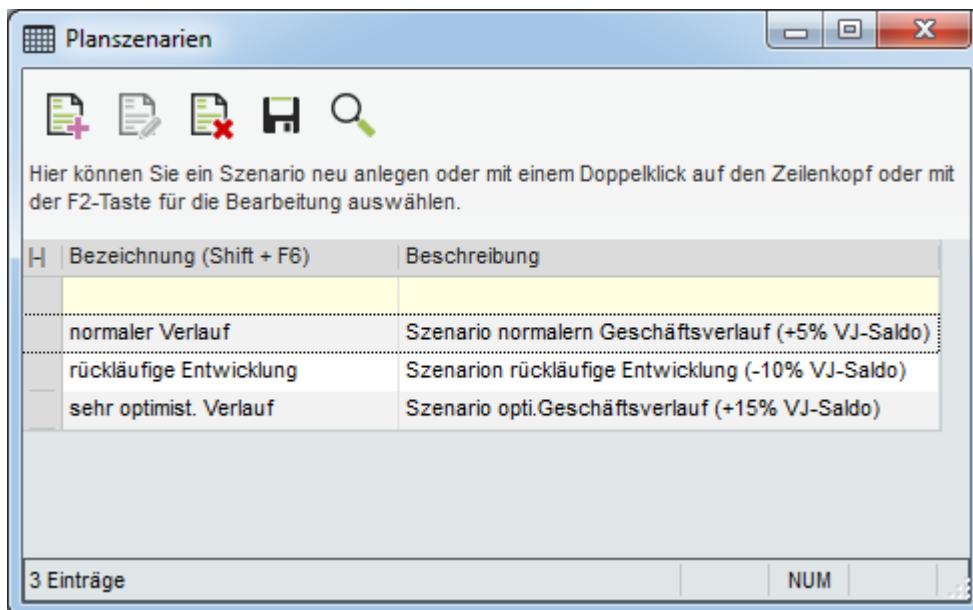 Planszenarien
Hier können Sie ein Szenario neu anlegen oder mit einem Doppelklick auf den Zeilenkopf oder mit
der F2-Taste für die Bearbeitung auswählen.
Bezeichnung (Shift + F6) Beschreibung
normaler Verlauf Szenario normalern Geschäftsverlauf (+5% VJ-Saldo)
rückläufige Entwicklung Szenarion rückläufige Entwicklung (-10% VJ-Saldo)
sehr optimist. Verlauf Szenario opti.Geschäftsverlauf (+15% VJ-Saldo)
3 Einträge NUM